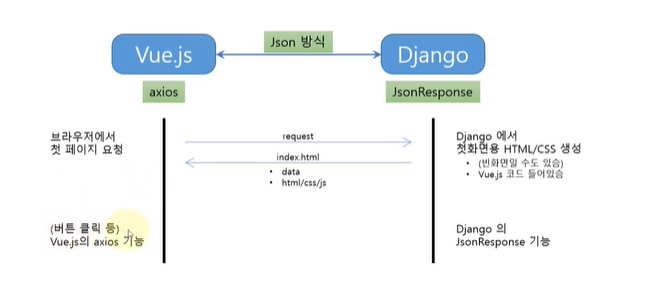 Json 방식
Vue.js
Django
axios
JsonResponse
브라우저에서
첫 페이지 요청
request
index.html
• data
• html/css/js
Django 에서
첫화면용 HTML/CSS 생성
• (빈화면일 수도 있슴)
• Vue.js 코드 들어있슴
(버튼 클릭 등)
Vue.js의 axios 기능
Django 의
JsonResponse 기능